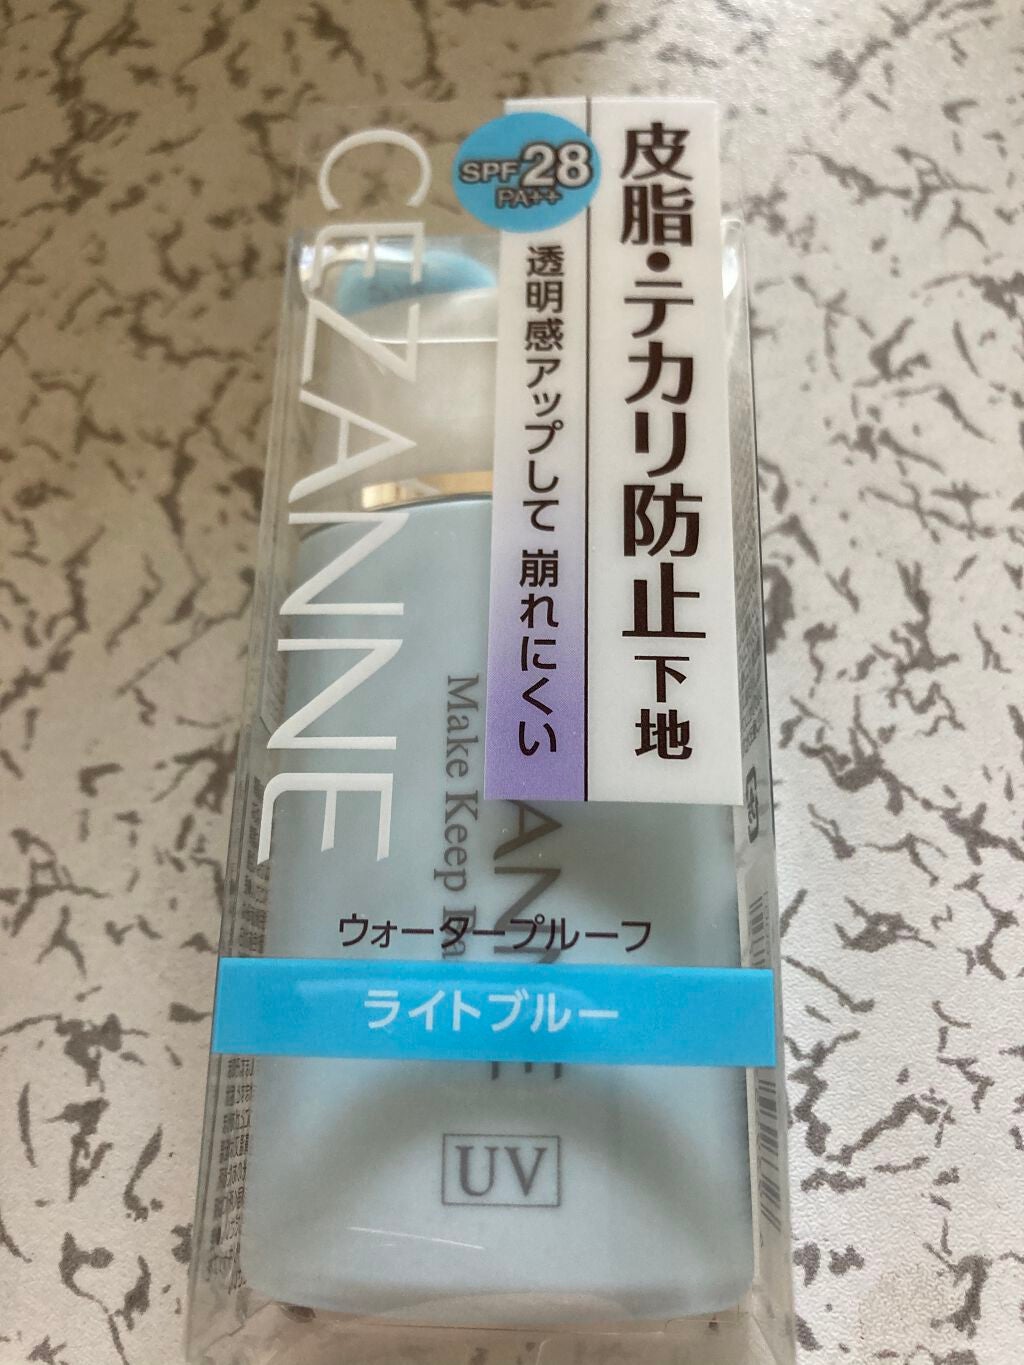 CEZANNE
SPF28
PA++
皮脂・テカリ防止下地
透明感アップして 崩れにくい
Make Keep
ウォータープルーフ
ライトブルー
UV